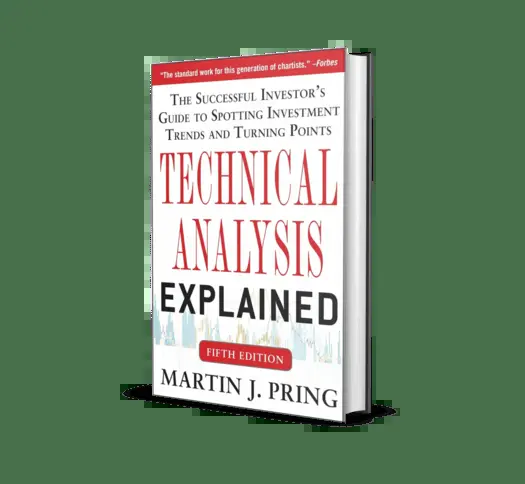 "The standard work for this generation of chartists." –Forbes
The Successful Investor's
Guide to Spotting Investment
Trends and Turning Points
TECHNICAL
ANALYSIS
EXPLAINED
FIFTH EDITION
MARTIN J. PRING